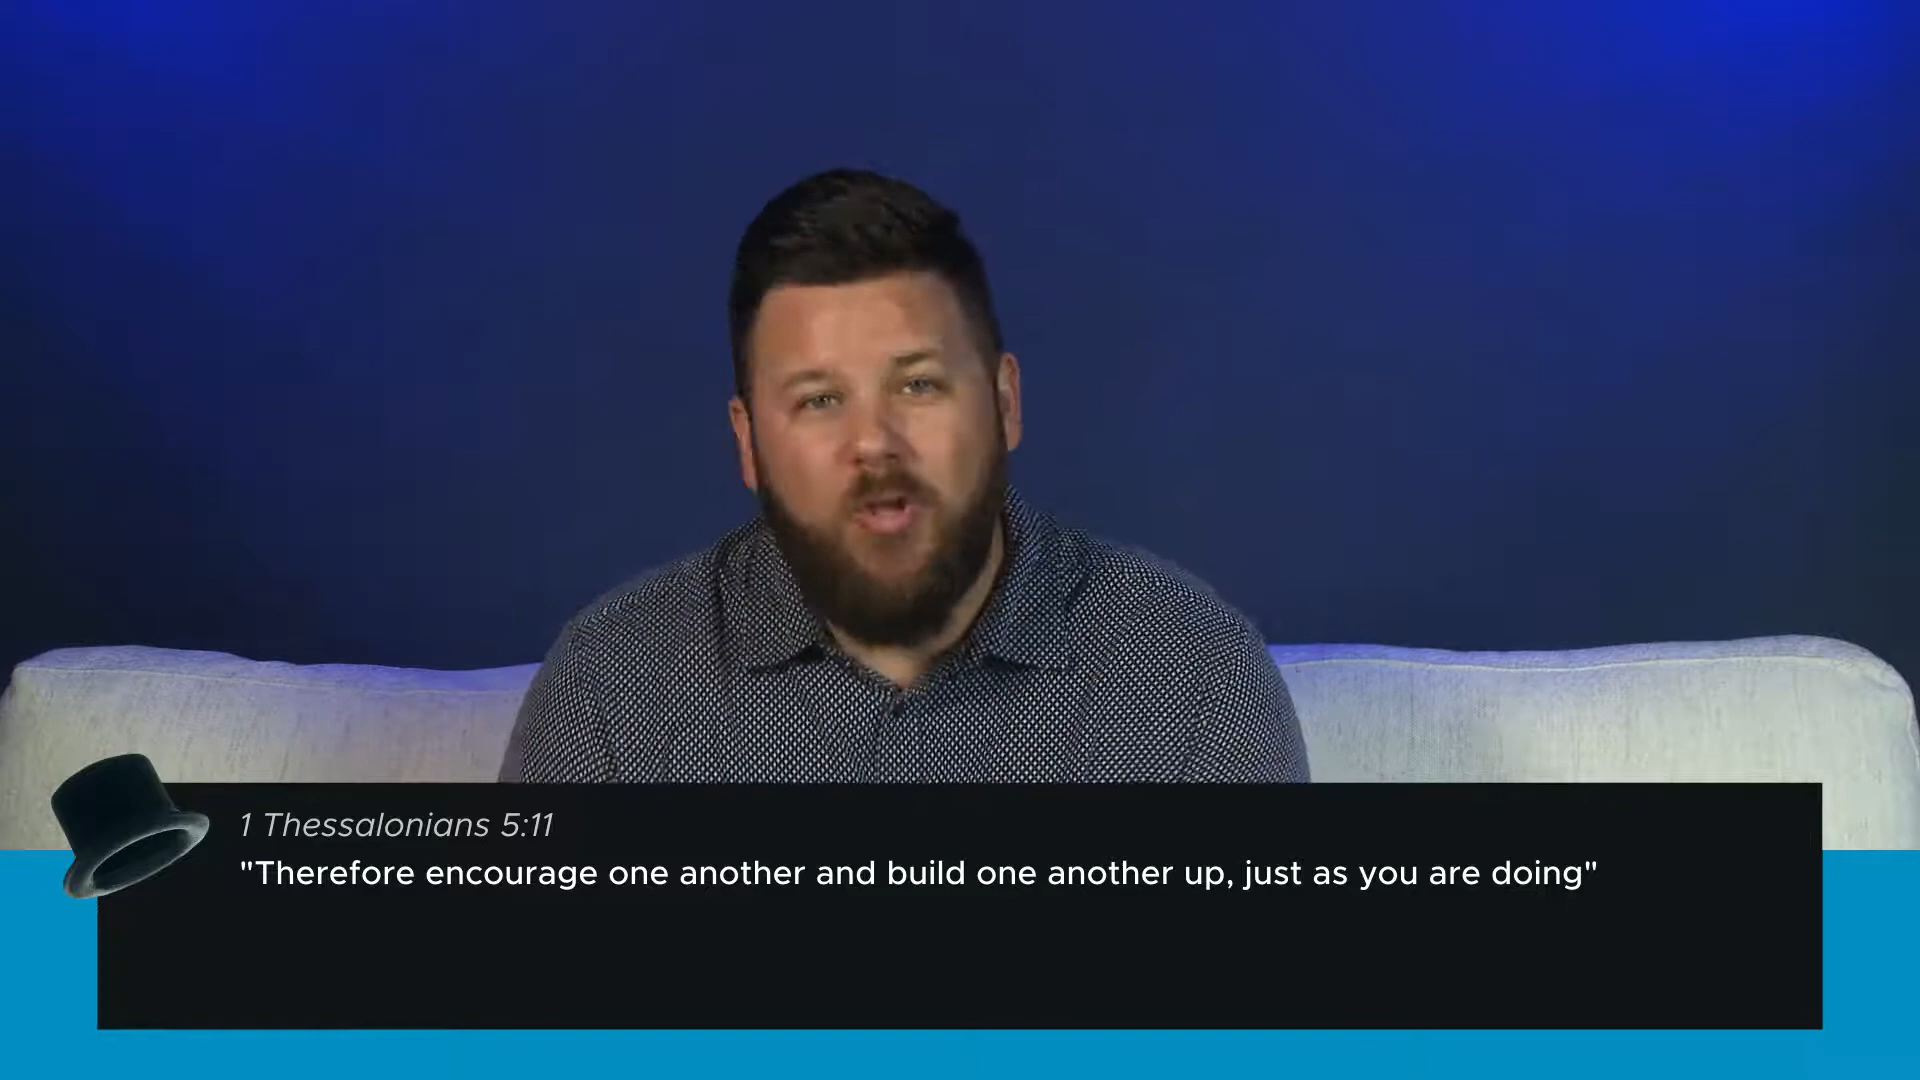 1 Thessalonians 5:11
"Therefore encourage one another and build one another up, just as you are doing"